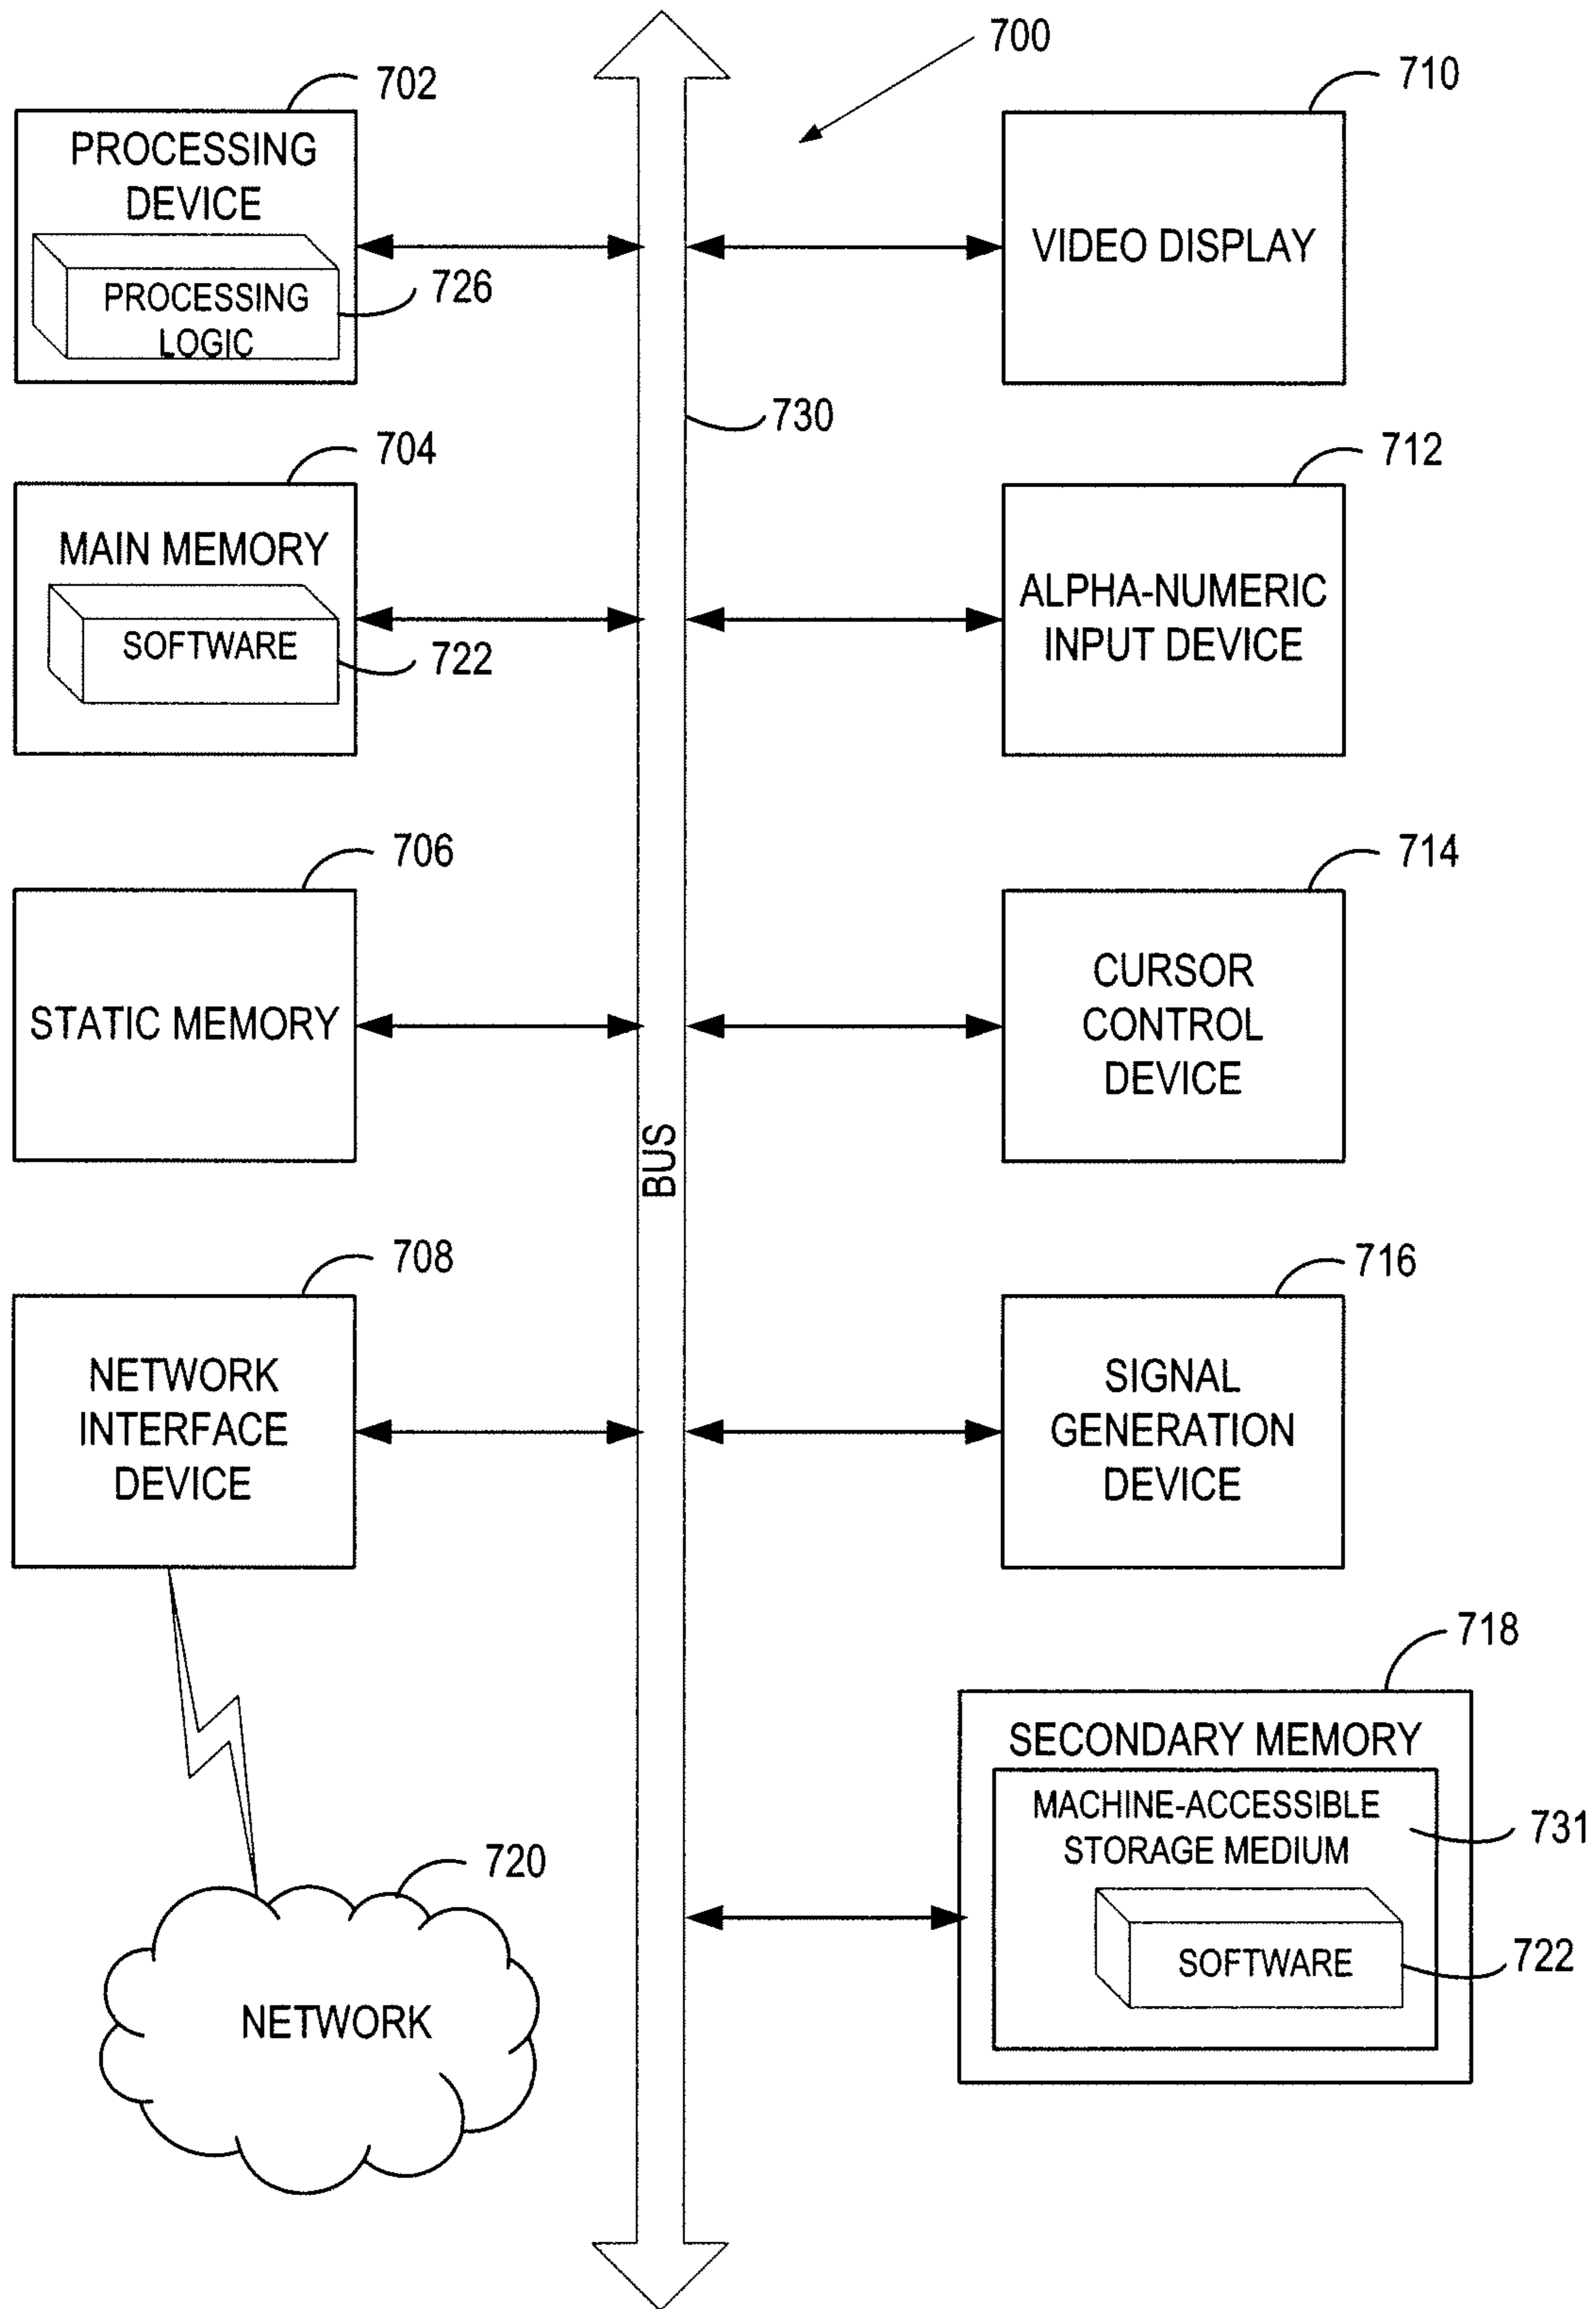 700
702
PROCESSING
DEVICE
PROCESSING
LOGIC
726
710
VIDEO DISPLAY
730
704
MAIN MEMORY
SOFTWARE
722
712
ALPHA-NUMERIC
INPUT DEVICE
706
STATIC MEMORY
714
CURSOR
CONTROL
DEVICE
BUS
708
NETWORK
INTERFACE
DEVICE
716
SIGNAL
GENERATION
DEVICE
718
SECONDARY MEMORY
MACHINE-ACCESSIBLE
STORAGE MEDIUM
731
SOFTWARE
722
720
NETWORK